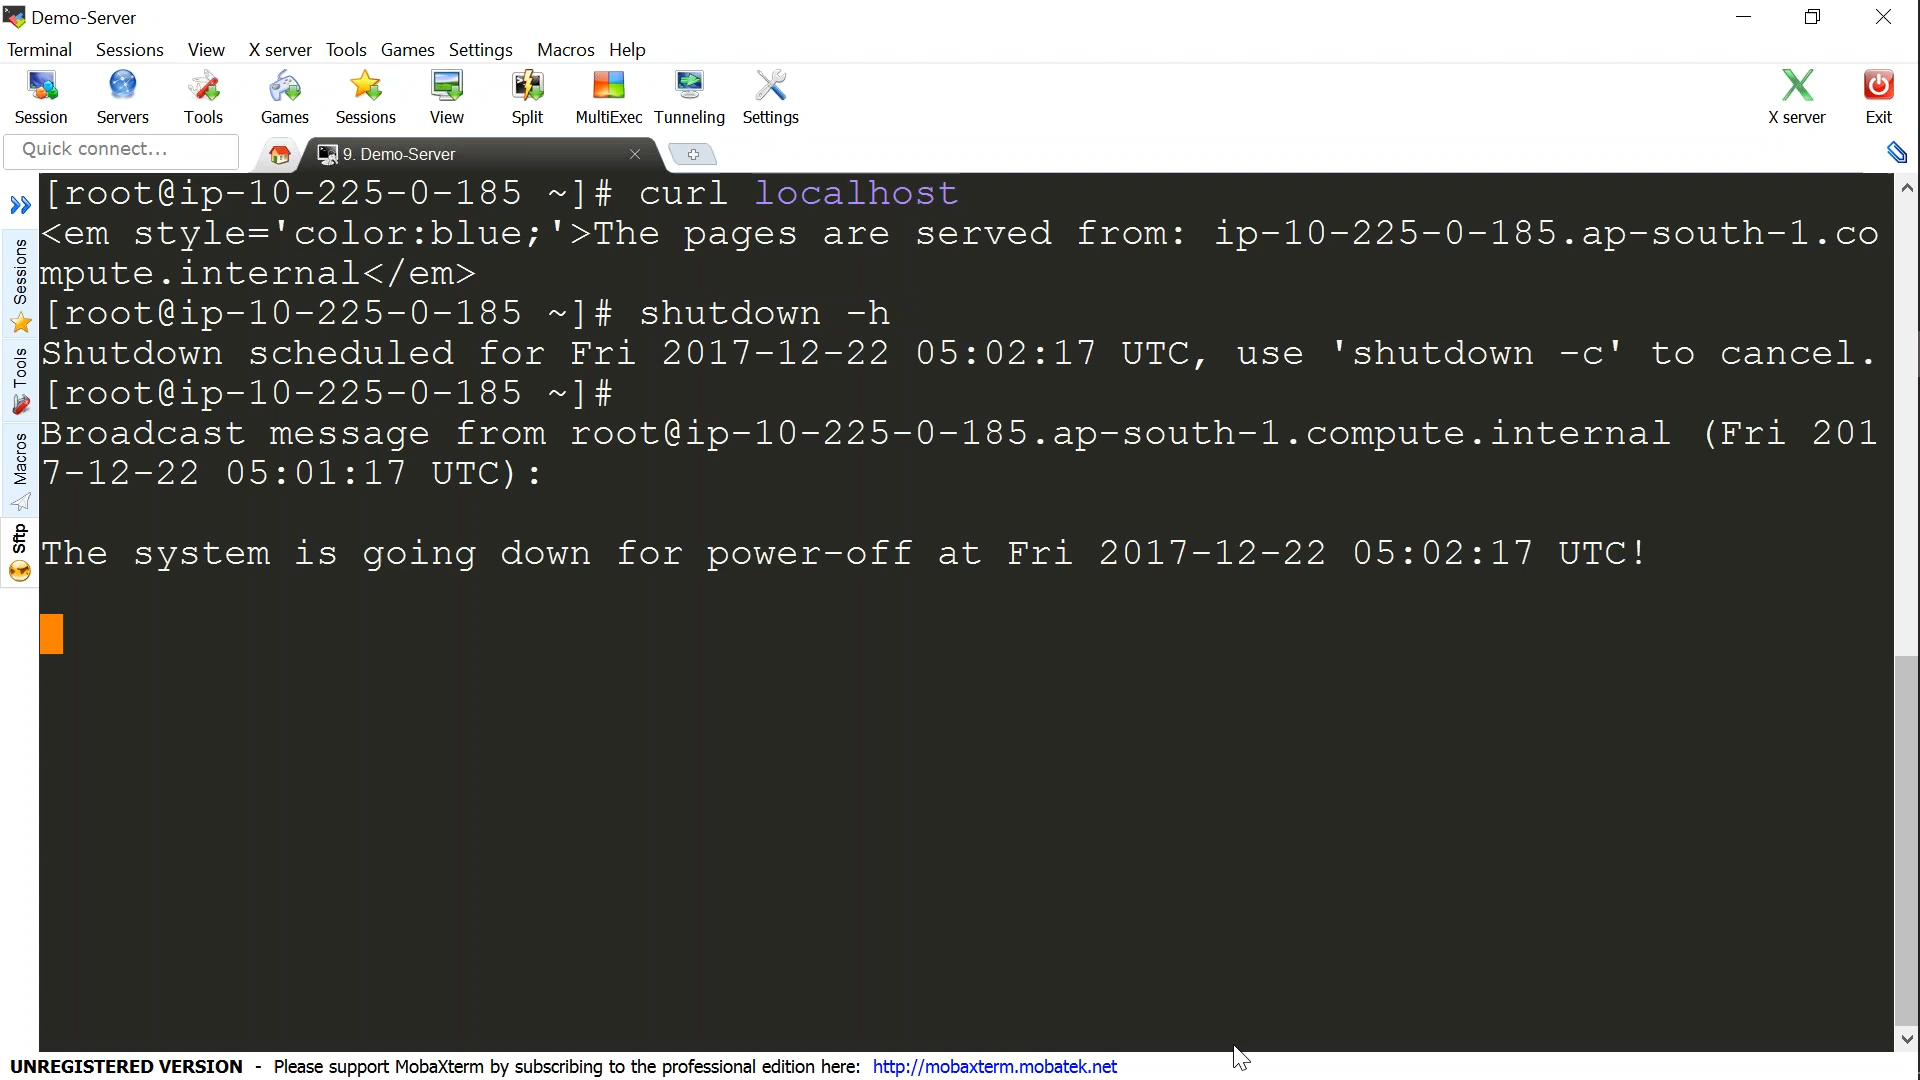 Demo-Server
Terminal Sessions View X server Tools Games Settings Macros Help
Session Servers Tools Games Sessions View Split MultiExec Tunneling Settings X server Exit
Quick connect...
9. Demo-Server
Sessions
Tools
Macros
Sftp
[root@ip-10-225-0-185 ~]# curl localhost
<em style='color:blue;'>The pages are served from: ip-10-225-0-185.ap-south-1.co
mpute.internal</em>
[root@ip-10-225-0-185 ~]# shutdown -h
Shutdown scheduled for Fri 2017-12-22 05:02:17 UTC, use 'shutdown -c' to cancel.
[root@ip-10-225-0-185 ~]#
Broadcast message from root@ip-10-225-0-185.ap-south-1.compute.internal (Fri 201
7-12-22 05:01:17 UTC):
The system is going down for power-off at Fri 2017-12-22 05:02:17 UTC!
UNREGISTERED VERSION - Please support MobaXterm by subscribing to the professional edition here: http://mobaxterm.mobatek.net